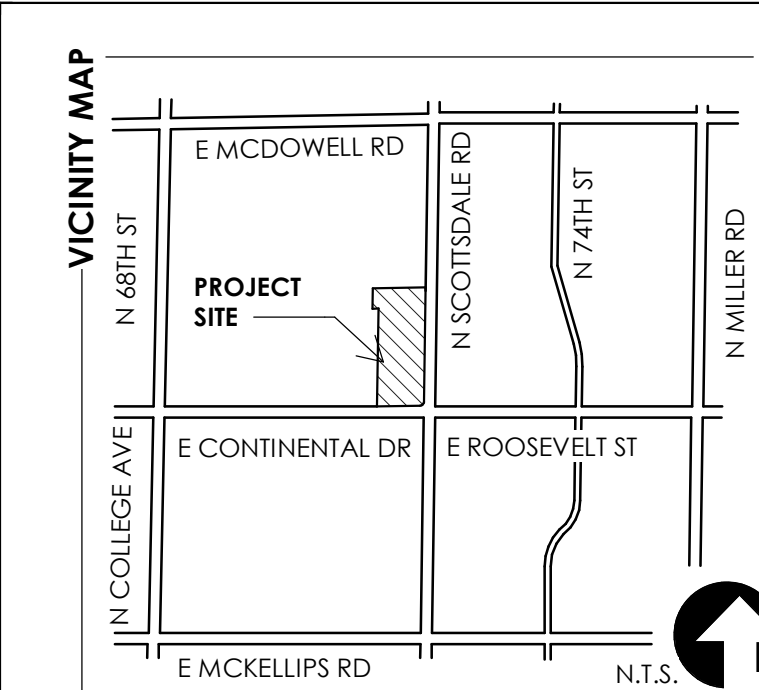 VICINITY MAP
E MCDOWELL RD
N 68TH ST
N SCOTTSDALE RD
N 74TH ST
N MILLER RD
PROJECT
SITE
N COLLEGE AVE
E CONTINENTAL DR
E ROOSEVELT ST
E MCKELLIPS RD
N.T.S.